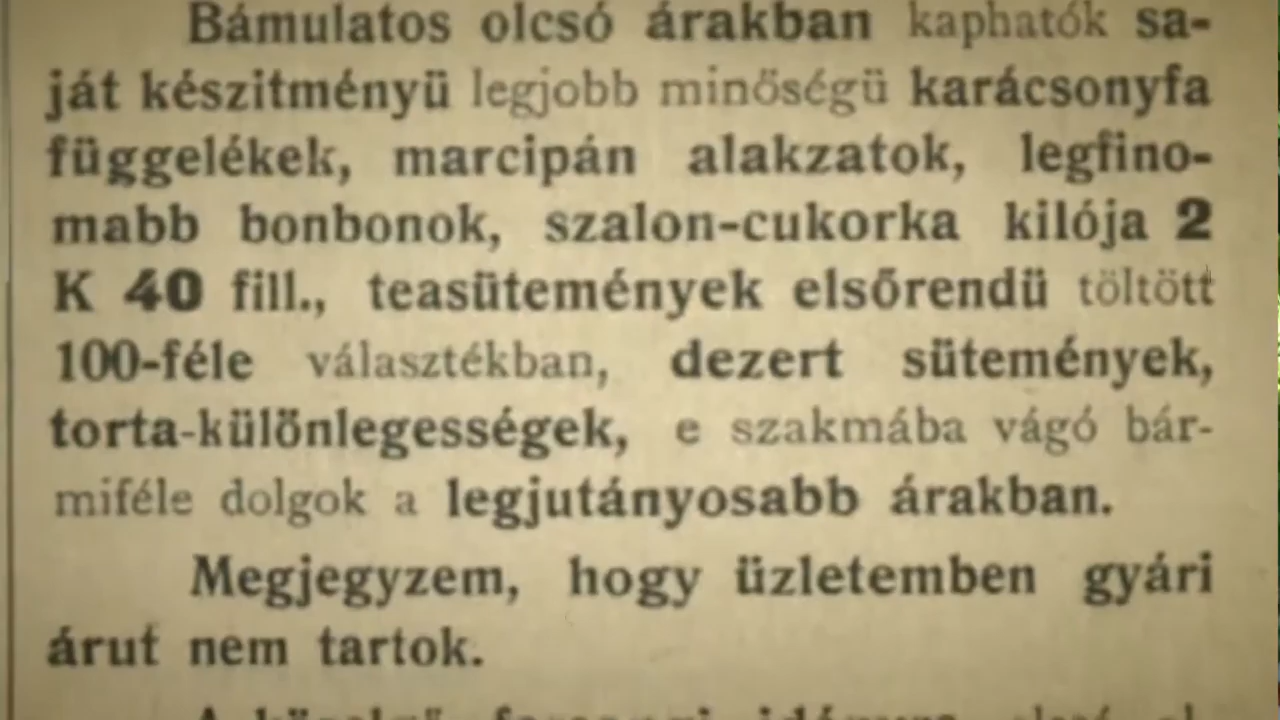 Bámulatos olcsó árakban kaphatók sa-
ját készitményü legjobb minőségü karácsonyfa
függelékek, marcipán alakzatok, legfino-
mabb bonbonok, szalon-cukorka kilója 2
K 40 fill., teasütemények elsőrendü töltött
100-féle választékban, dezert sütemények,
torta-különlegességek, e szakmába vágó bár-
miféle dolgok a legjutányosabb árakban.
Megjegyzem, hogy üzletemben gyári
árut nem tartok.